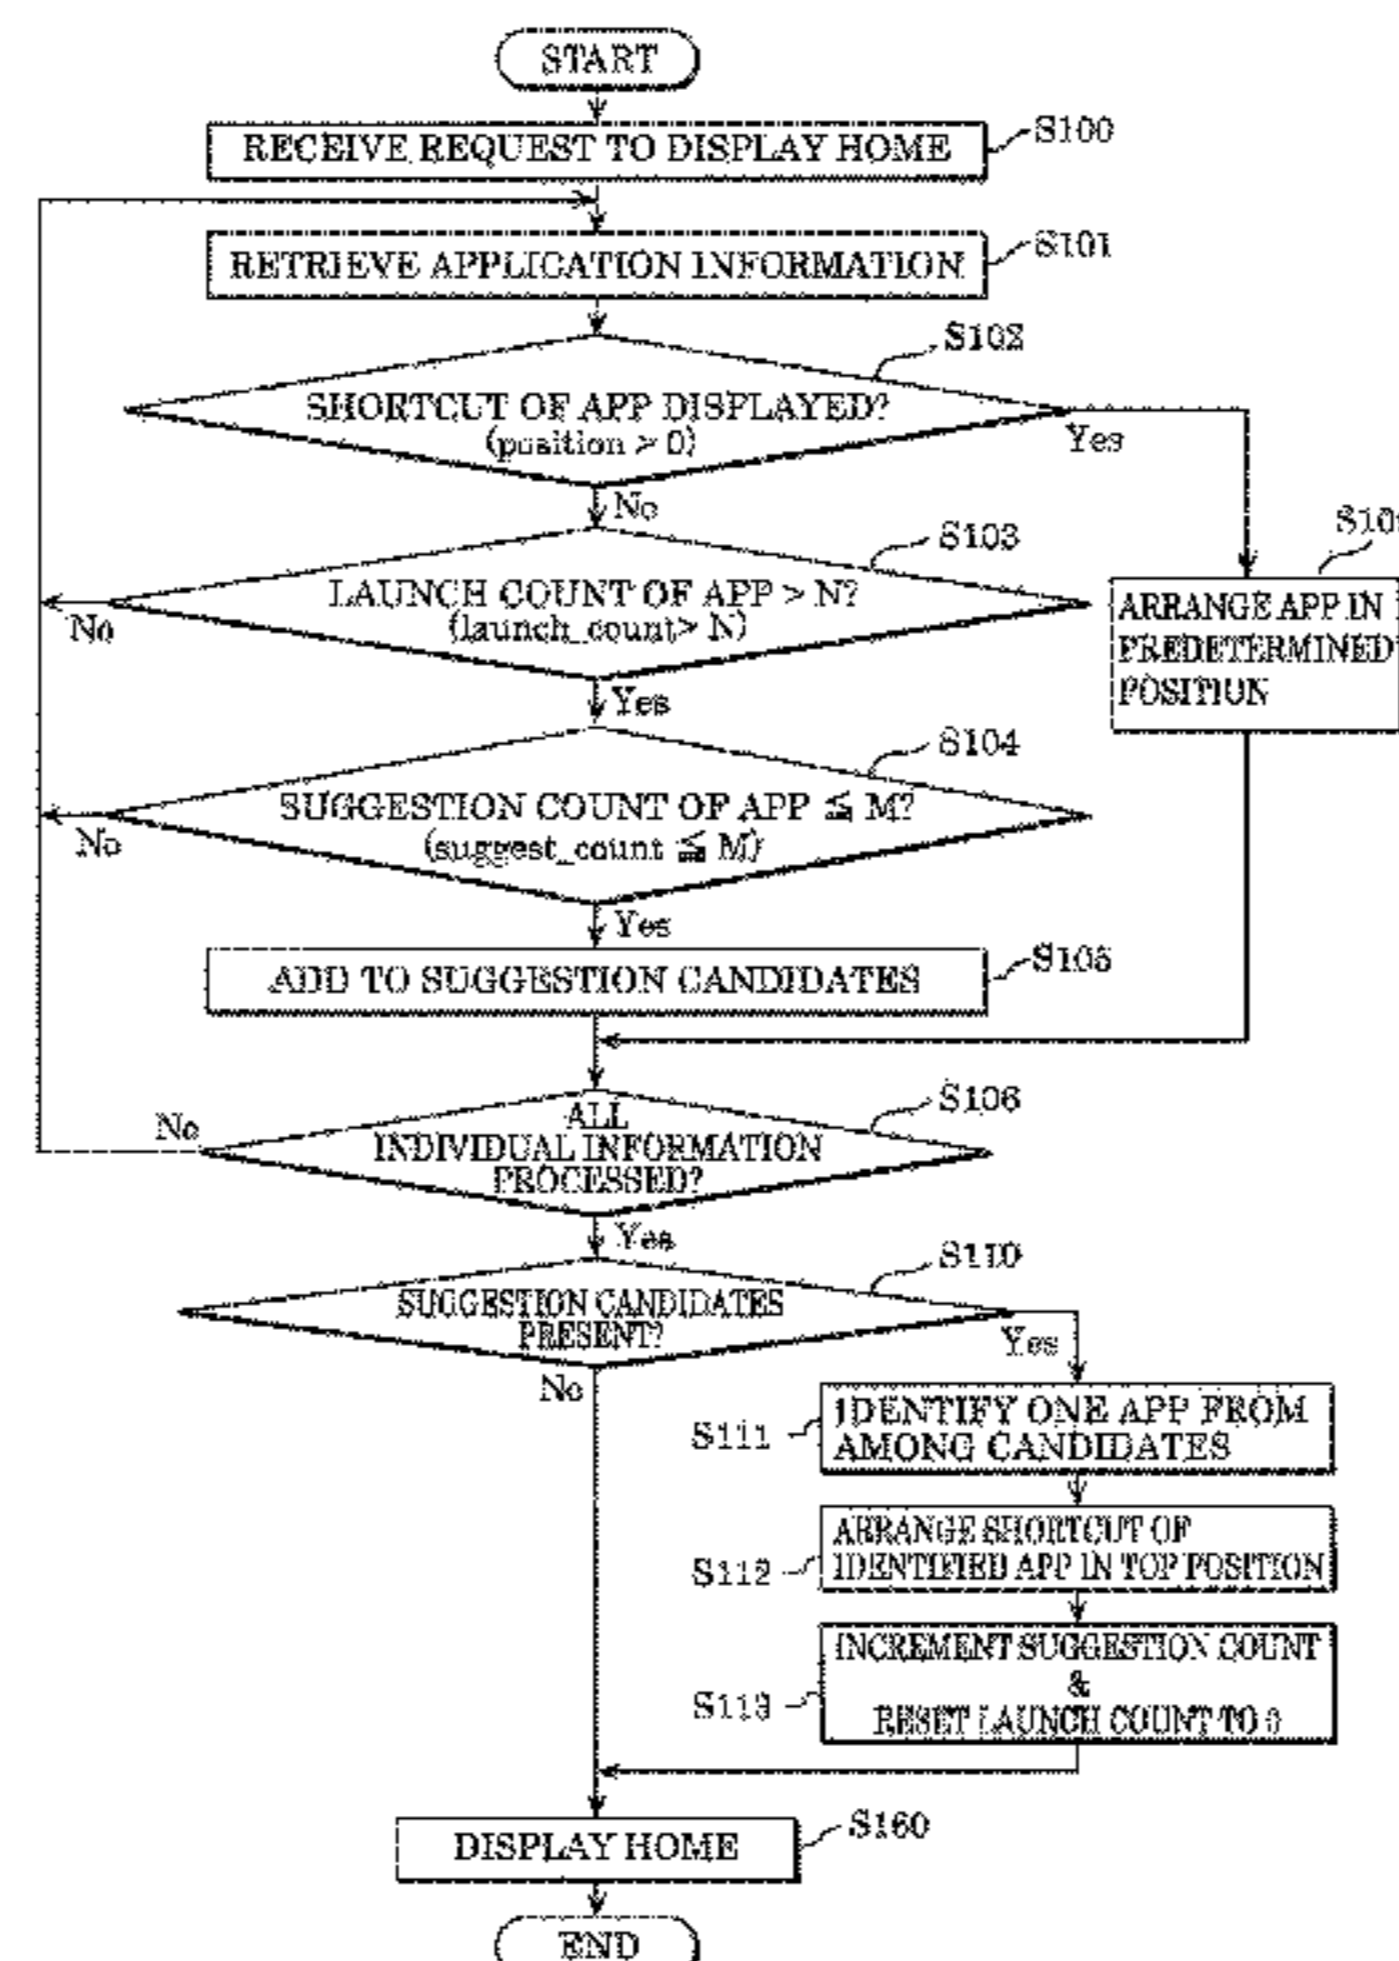 START
RECEIVE REQUEST TO DISPLAY HOME
S100
RETRIEVE APPLICATION INFORMATION
S101
S102
SHORTCUT OF APP DISPLAYED?
(position > 0)
Yes
No
S103
LAUNCH COUNT OF APP > N?
(launch_count> N)
No
Yes
ARRANGE APP IN
PREDETERMINED
POSITION
S104
SUGGESTION COUNT OF APP ≦ M?
(suggest_count ≦ M)
No
Yes
ADD TO SUGGESTION CANDIDATES
S105
S106
ALL
INDIVIDUAL INFORMATION
PROCESSED?
No
Yes
S110
SUGGESTION CANDIDATES
PRESENT?
Yes
No
S111
IDENTIFY ONE APP FROM
AMONG CANDIDATES
S112
ARRANGE SHORTCUT OF
IDENTIFIED APP IN TOP POSITION
S113
INCREMENT SUGGESTION COUNT
&
RESET LAUNCH COUNT TO 0
DISPLAY HOME
S160
END